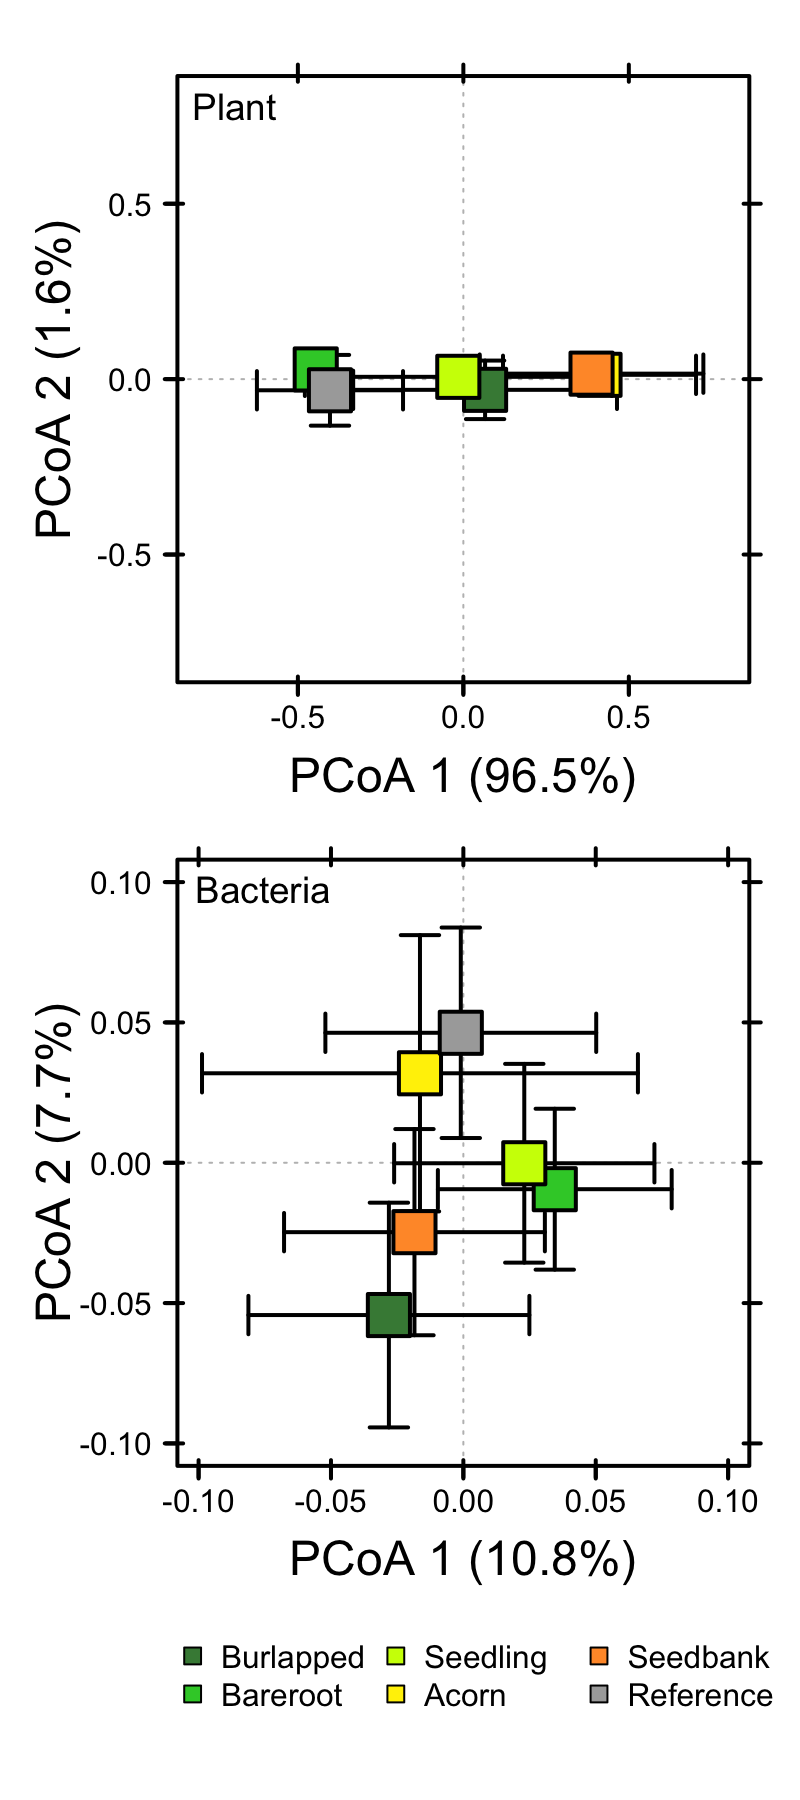 Plant
0.5
0.0
-0.5
PCoA 2 (1.6%)
-0.5 0.0 0.5
PCoA 1 (96.5%)
Bacteria
0.10
0.05
0.00
-0.05
-0.10
PCoA 2 (7.7%)
-0.10 -0.05 0.00 0.05 0.10
PCoA 1 (10.8%)
Burlapped Seedling Seedbank
Bareroot Acorn Reference